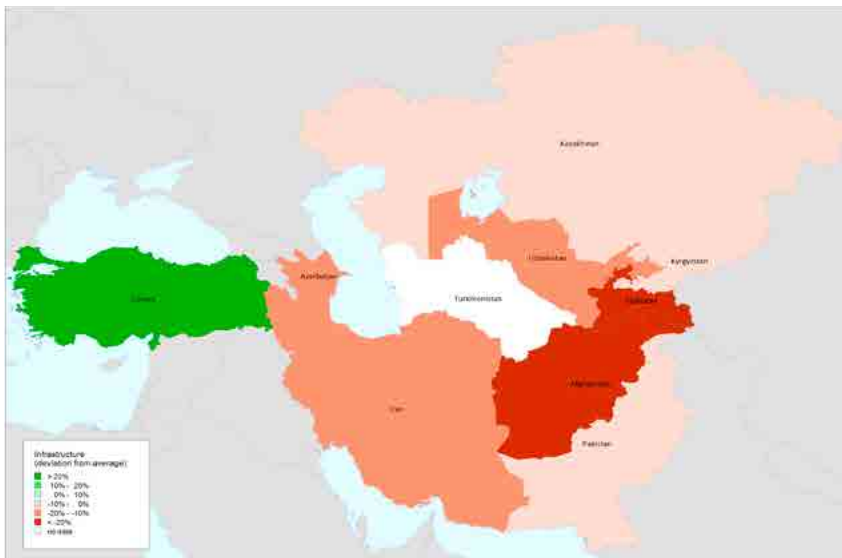 Kazakhstan
Kyrgyzstan
Uzbekistan
Azerbaijan
Turkmenistan
Tajikistan
Turkey
Afghanistan
Iran
Pakistan
Infrastructure
(deviation from average):
> 20%
10% - 20%
0% - 10%
-10% - 0%
-20% - -10%
< -20%
no data